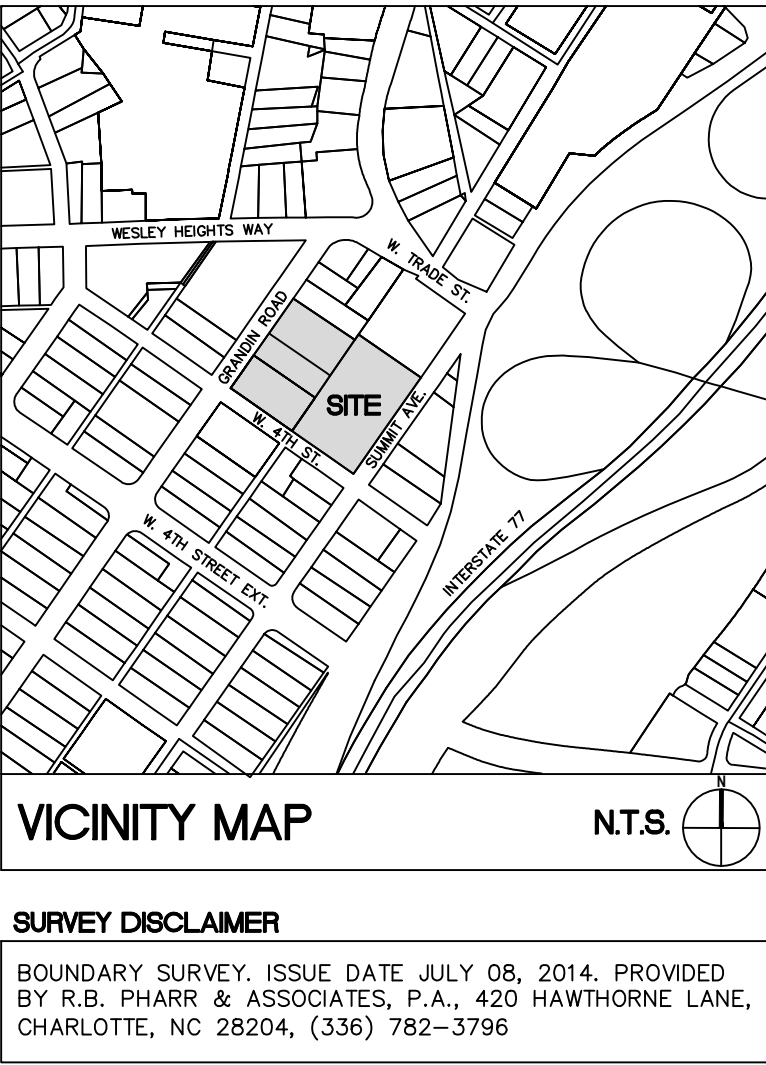 WESLEY HEIGHTS WAY
W. TRADE ST.
GRANDIN ROAD
SITE
SUMMIT AVE.
W. 4TH ST.
W. 4TH STREET EXT.
INTERSTATE 77
VICINITY MAP
N.T.S.
N
SURVEY DISCLAIMER
BOUNDARY SURVEY. ISSUE DATE JULY 08, 2014. PROVIDED
BY R.B. PHARR & ASSOCIATES, P.A., 420 HAWTHORNE LANE,
CHARLOTTE, NC 28204, (336) 782-3796